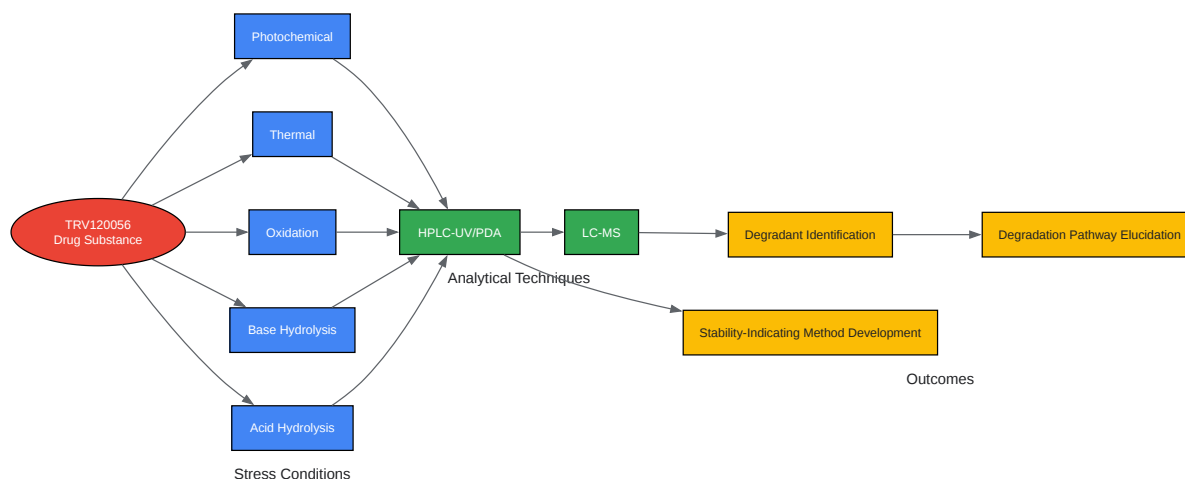 Photochemical
Thermal
TRV120056
Drug Substance
Oxidation
HPLC-UV/PDA
LC-MS
Degradant Identification
Degradation Pathway Elucidation
Analytical Techniques
Base Hydrolysis
Stability-Indicating Method Development
Outcomes
Acid Hydrolysis
Stress Conditions